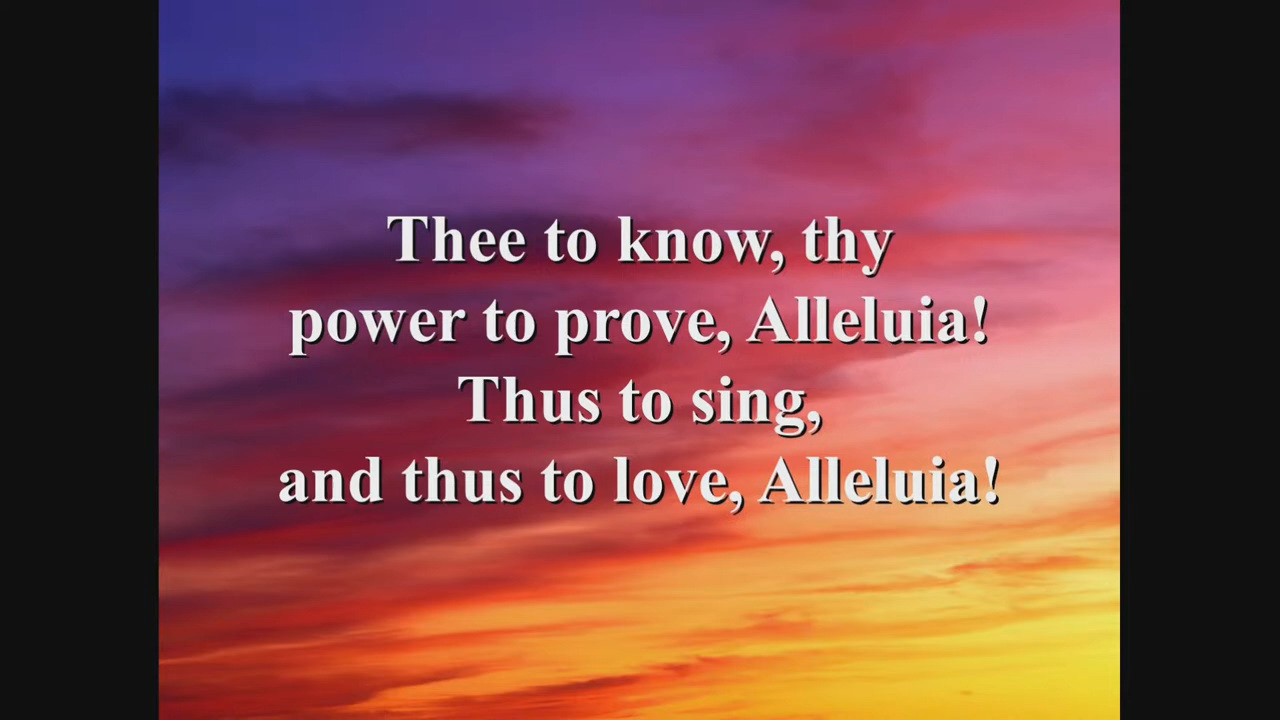 Thee to know, thy
power to prove, Alleluia!
Thus to sing,
and thus to love, Alleluia!